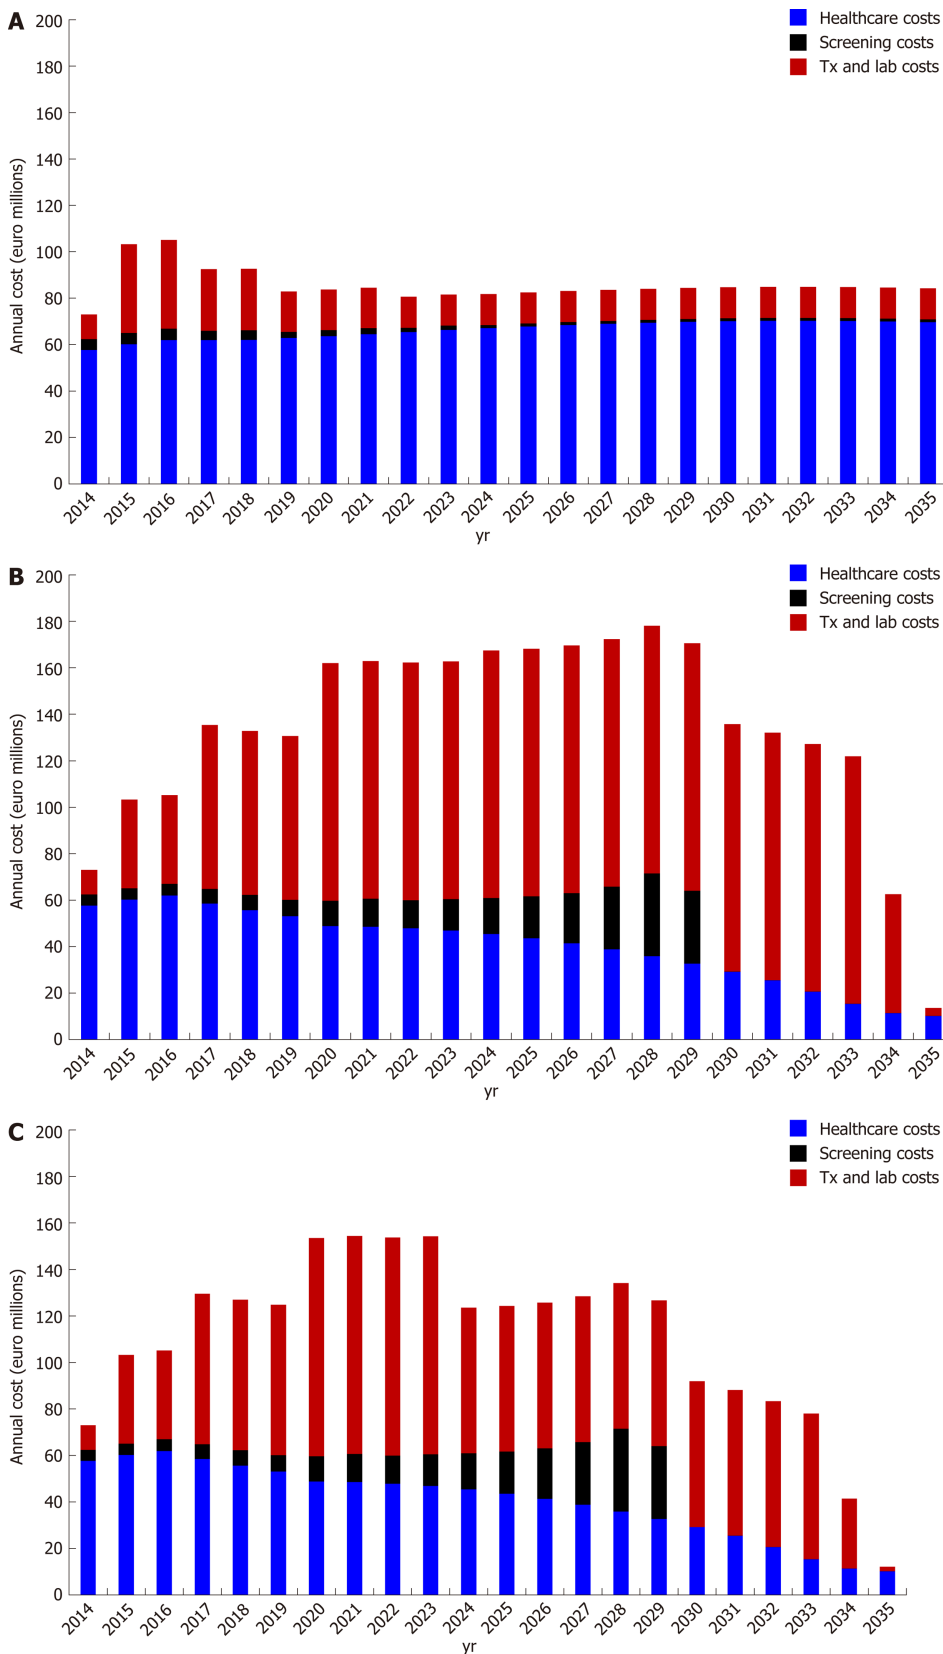 A
Healthcare costs
Screening costs
Tx and lab costs
Annual cost (euro millions)
200
180
160
140
120
100
80
60
40
20
0
2014 2015 2016 2017 2018 2019 2020 2021 2022 2023 2024 2025 2026 2027 2028 2029 2030 2031 2032 2033 2034 2035
yr
B
Healthcare costs
Screening costs
Tx and lab costs
Annual cost (euro millions)
200
180
160
140
120
100
80
60
40
20
0
2014 2015 2016 2017 2018 2019 2020 2021 2022 2023 2024 2025 2026 2027 2028 2029 2030 2031 2032 2033 2034 2035
yr
C
Healthcare costs
Screening costs
Tx and lab costs
Annual cost (euro millions)
200
180
160
140
120
100
80
60
40
20
0
2014 2015 2016 2017 2018 2019 2020 2021 2022 2023 2024 2025 2026 2027 2028 2029 2030 2031 2032 2033 2034 2035
yr